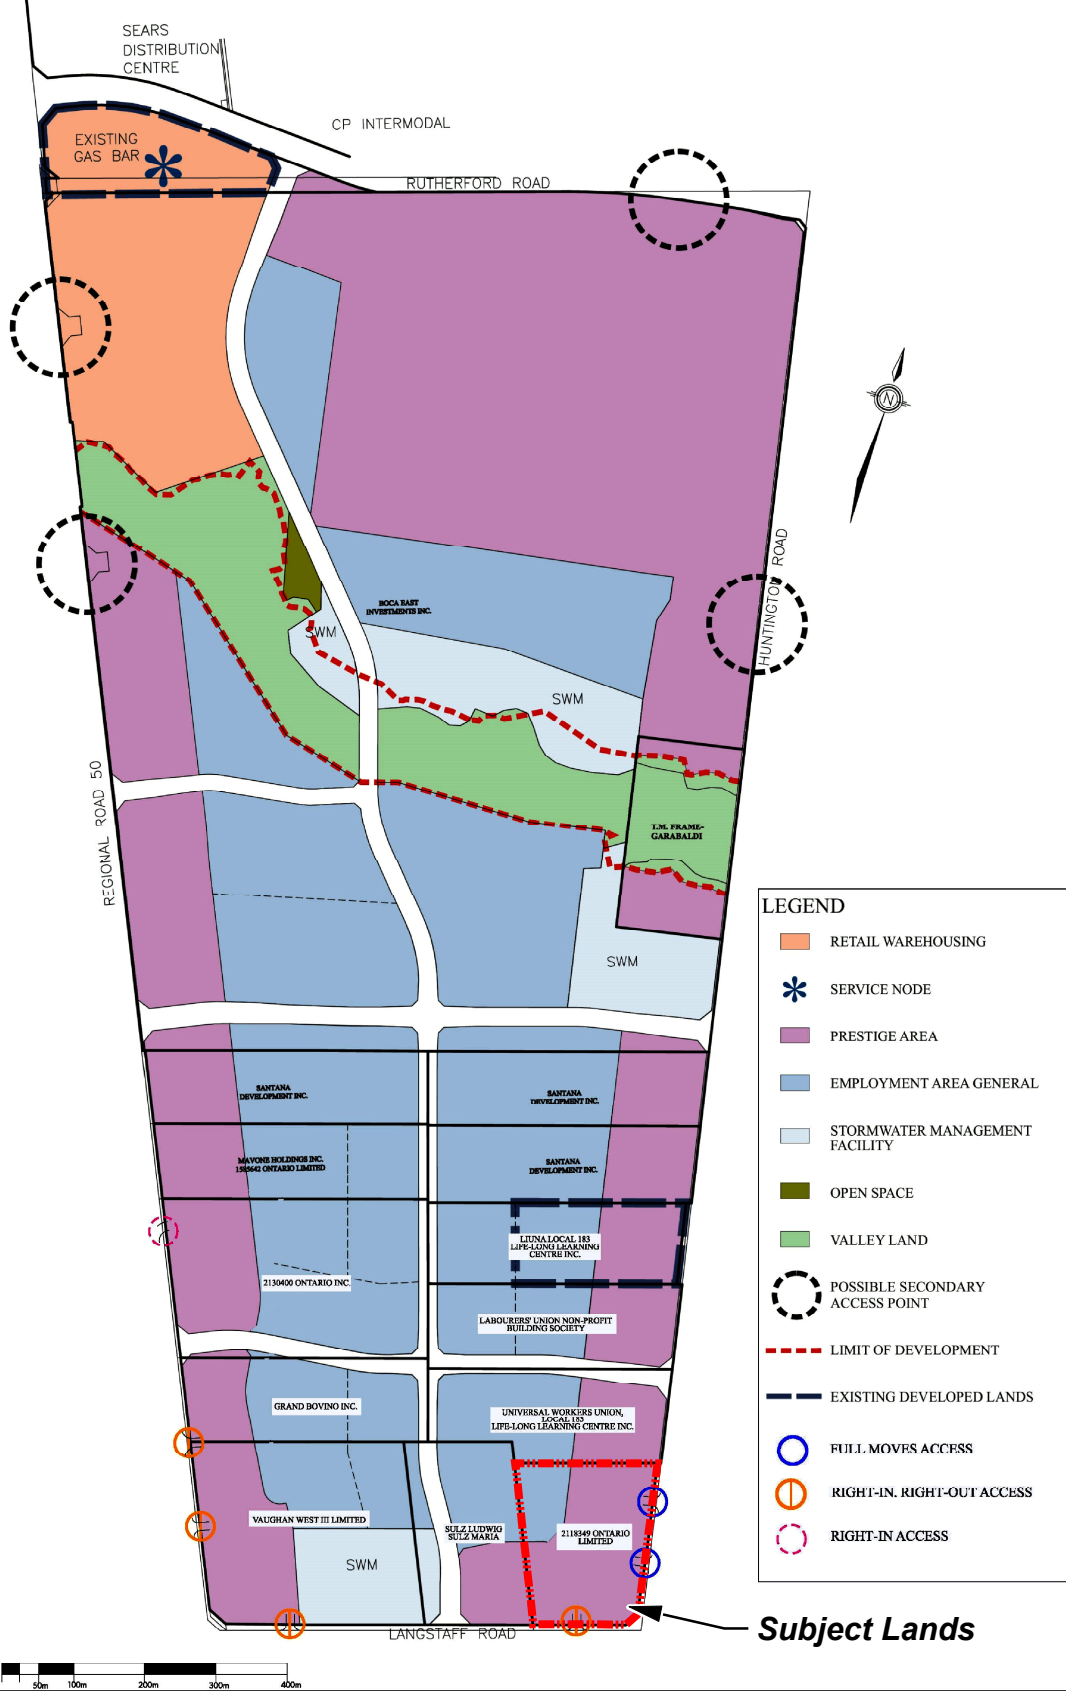 SEARS
DISTRIBUTION
CENTRE
CP INTERMODAL
EXISTING
GAS BAR
RUTHERFORD ROAD
N
HUNTINGTON ROAD
BOCA EAST
INVESTMENTS INC.
SWM
SWM
REGIONAL ROAD 50
T.M. FRAME-
GARABALDI
SWM
SANTANA
DEVELOPMENT INC.
SANTANA
DEVELOPMENT INC.
MAVONE HOLDINGS INC.
1585642 ONTARIO LIMITED
SANTANA
DEVELOPMENT INC.
LIUNA LOCAL 183
LIFE-LONG LEARNING
CENTRE INC.
2130400 ONTARIO INC.
LABOURERS' UNION NON-PROFIT
BUILDING SOCIETY
GRAND BOVINO INC.
UNIVERSAL WORKERS UNION,
LOCAL 183
LIFE-LONG LEARNING CENTRE INC.
VAUGHAN WEST III LIMITED
SULZ LUDWIG
SULZ MARIA
2118349 ONTARIO
LIMITED
SWM
LANGSTAFF ROAD
Subject Lands
50m 100m 200m 300m 400m
LEGEND
RETAIL WAREHOUSING
SERVICE NODE
PRESTIGE AREA
EMPLOYMENT AREA GENERAL
STORMWATER MANAGEMENT
FACILITY
OPEN SPACE
VALLEY LAND
POSSIBLE SECONDARY
ACCESS POINT
LIMIT OF DEVELOPMENT
EXISTING DEVELOPED LANDS
FULL MOVES ACCESS
RIGHT-IN, RIGHT-OUT ACCESS
RIGHT-IN ACCESS